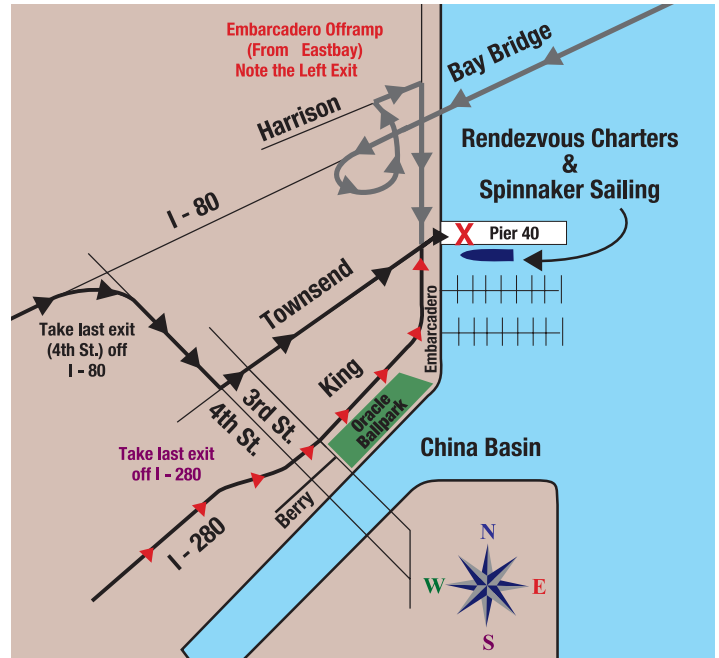 Embarcadero Offramp
(From Eastbay)
Note the Left Exit
Bay Bridge
Harrison
Rendezvous Charters
&
Spinnaker Sailing
I - 80
X
Pier 40
Townsend
Embarcadero
Take last exit
(4th St.) off
I - 80
King
3rd St.
4th St.
Oracle
Ballpark
Take last exit
off I - 280
China Basin
Berry
I - 280
N
W
E
S